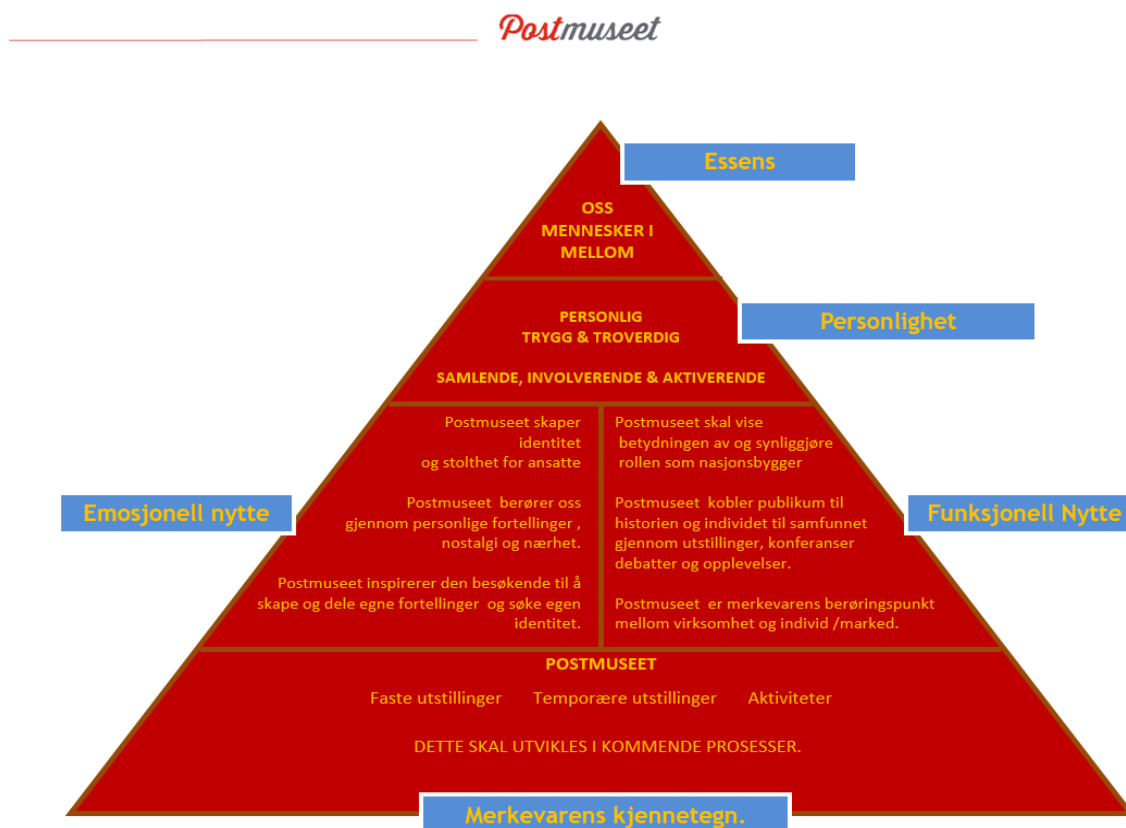 Postmuseet
Essens
OSS
MENNESKER I
MELLOM
Personlighet
PERSONLIG
TRYGG & TROVERDIG
SAMLENDE, INVOLVERENDE & AKTIVERENDE
Emosjonell nytte
Postmuseet skaper
identitet
og stolthet for ansatte
Postmuseet berører oss
gjennom personlige fortellinger ,
nostalgi og nærhet.
Postmuseet inspirerer den besøkende til å
skape og dele egne fortellinger og søke egen
identitet.
Funksjonell Nytte
Postmuseet skal vise
betydningen av og synliggjøre
rollen som nasjonsbygger
Postmuseet kobler publikum til
historien og individet til samfunnet
gjennom utstillinger, konferanser
debatter og opplevelser.
Postmuseet er merkevarens berøringspunkt
mellom virksomhet og individ /marked.
POSTMUSEET
Faste utstillinger Temporære utstillinger Aktiviteter
DETTE SKAL UTVIKLES I KOMMENDE PROSESSER.
Merkevarens kjennetegn.